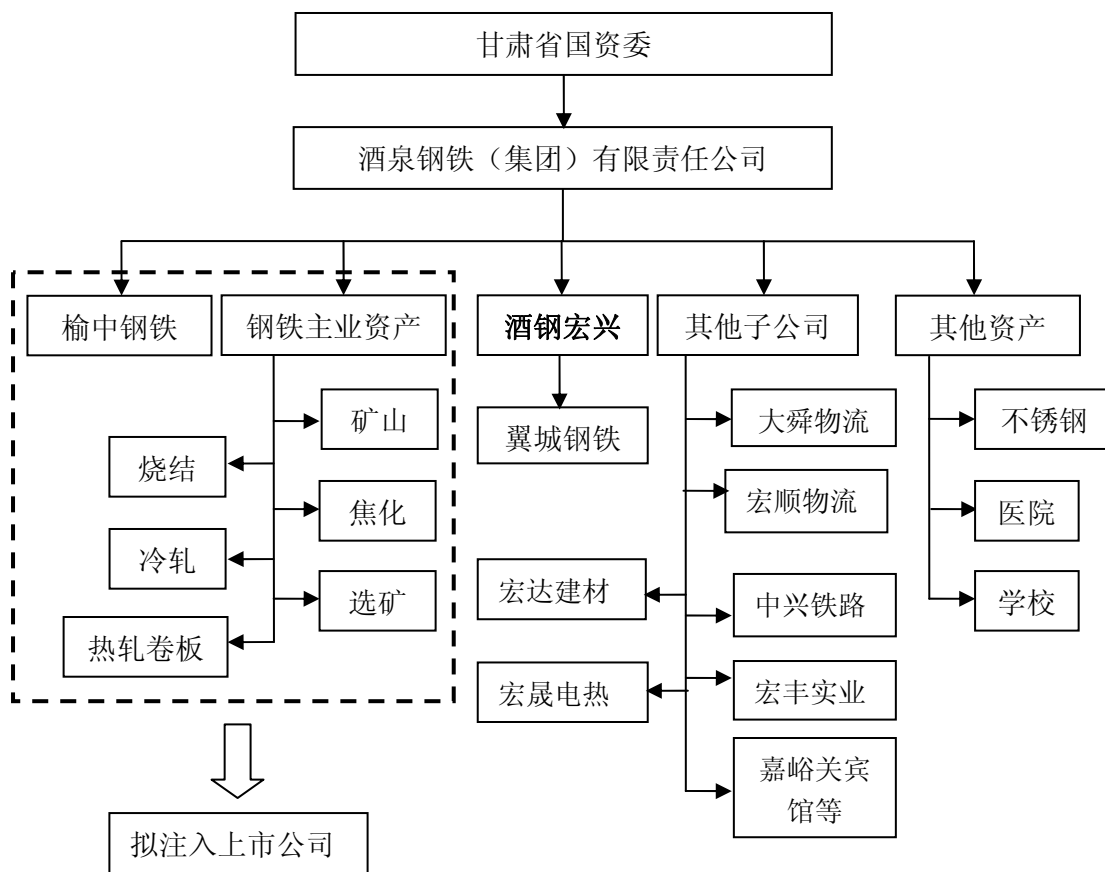 甘肃省国资委
酒泉钢铁（集团）有限责任公司
榆中钢铁
钢铁主业资产
酒钢宏兴
其他子公司
其他资产
矿山
烧结
焦化
冷轧
选矿
热轧卷板
翼城钢铁
大舜物流
宏顺物流
宏达建材
中兴铁路
宏晟电热
宏丰实业
嘉峪关宾
馆等
不锈钢
医院
学校
拟注入上市公司